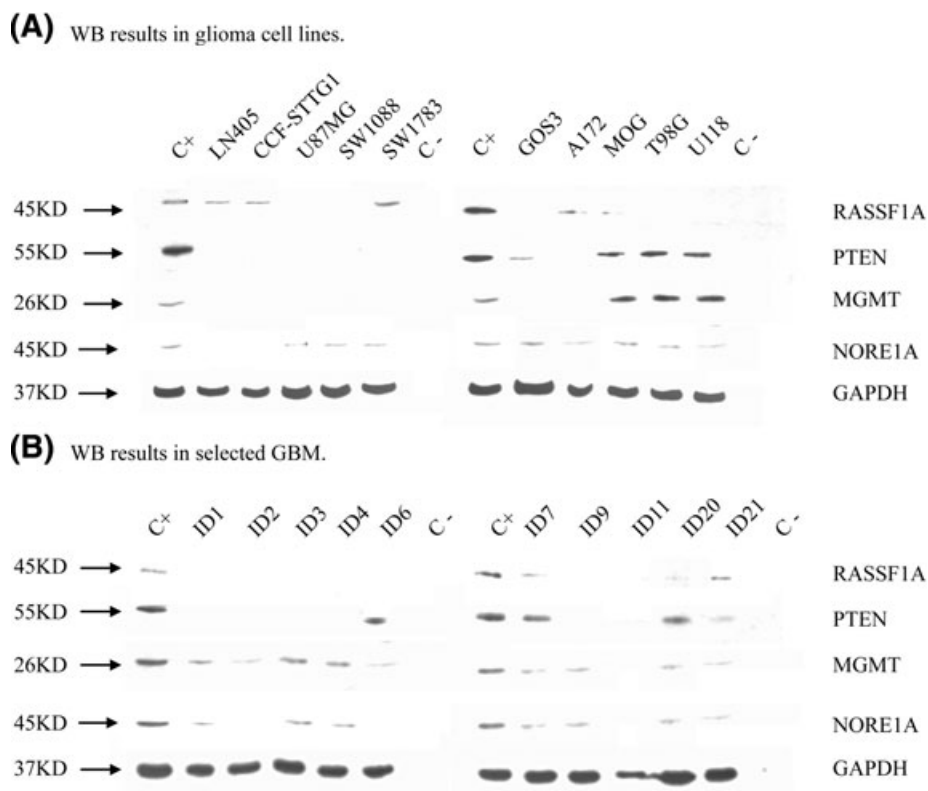 (A) WB results in glioma cell lines.
C+ LN405 CCF-STTG1 U87MG SW1088 SW1783 C - C+ GOS3 A172 MOG T98G U118 C -
45KD RASSF1A
55KD PTEN
26KD MGMT
45KD NORE1A
37KD GAPDH
(B) WB results in selected GBM.
C+ ID1 ID2 ID3 ID4 ID6 C - C+ ID7 ID9 ID11 ID20 ID21 C -
45KD RASSF1A
55KD PTEN
26KD MGMT
45KD NORE1A
37KD GAPDH